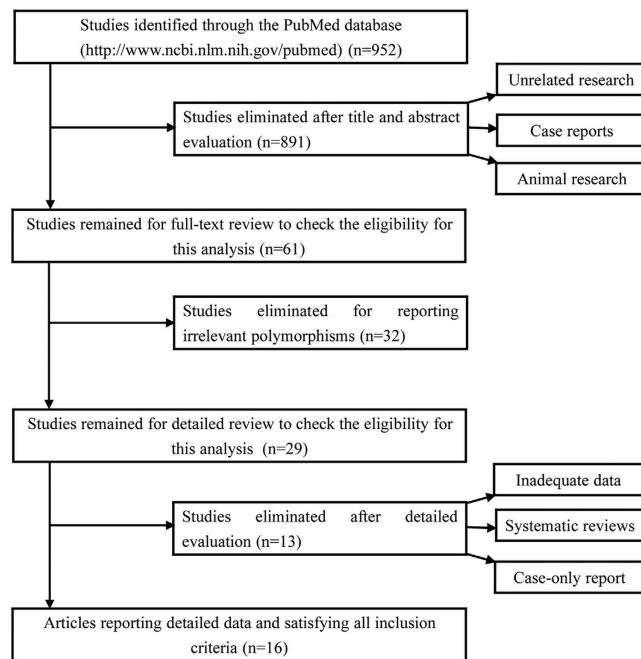 Studies identified through the PubMed database
(http://www.ncbi.nlm.nih.gov/pubmed) (n=952)
Unrelated research
Studies eliminated after title and abstract
evaluation (n=891)
Case reports
Animal research
Studies remained for full-text review to check the eligibility for
this analysis (n=61)
Studies eliminated for reporting
irrelevant polymorphisms (n=32)
Studies remained for detailed review to check the eligibility for
this analysis (n=29)
Inadequate data
Studies eliminated after detailed
evaluation (n=13)
Systematic reviews
Case-only report
Articles reporting detailed data and satisfying all inclusion
criteria (n=16)